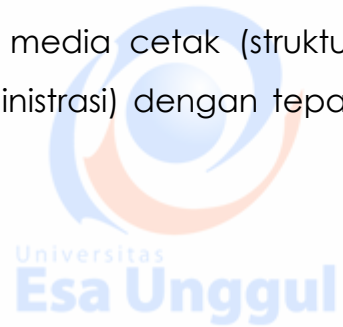 media cetak (struktu
inistrasi) dengan tepa
Universitas
Esa Unggul